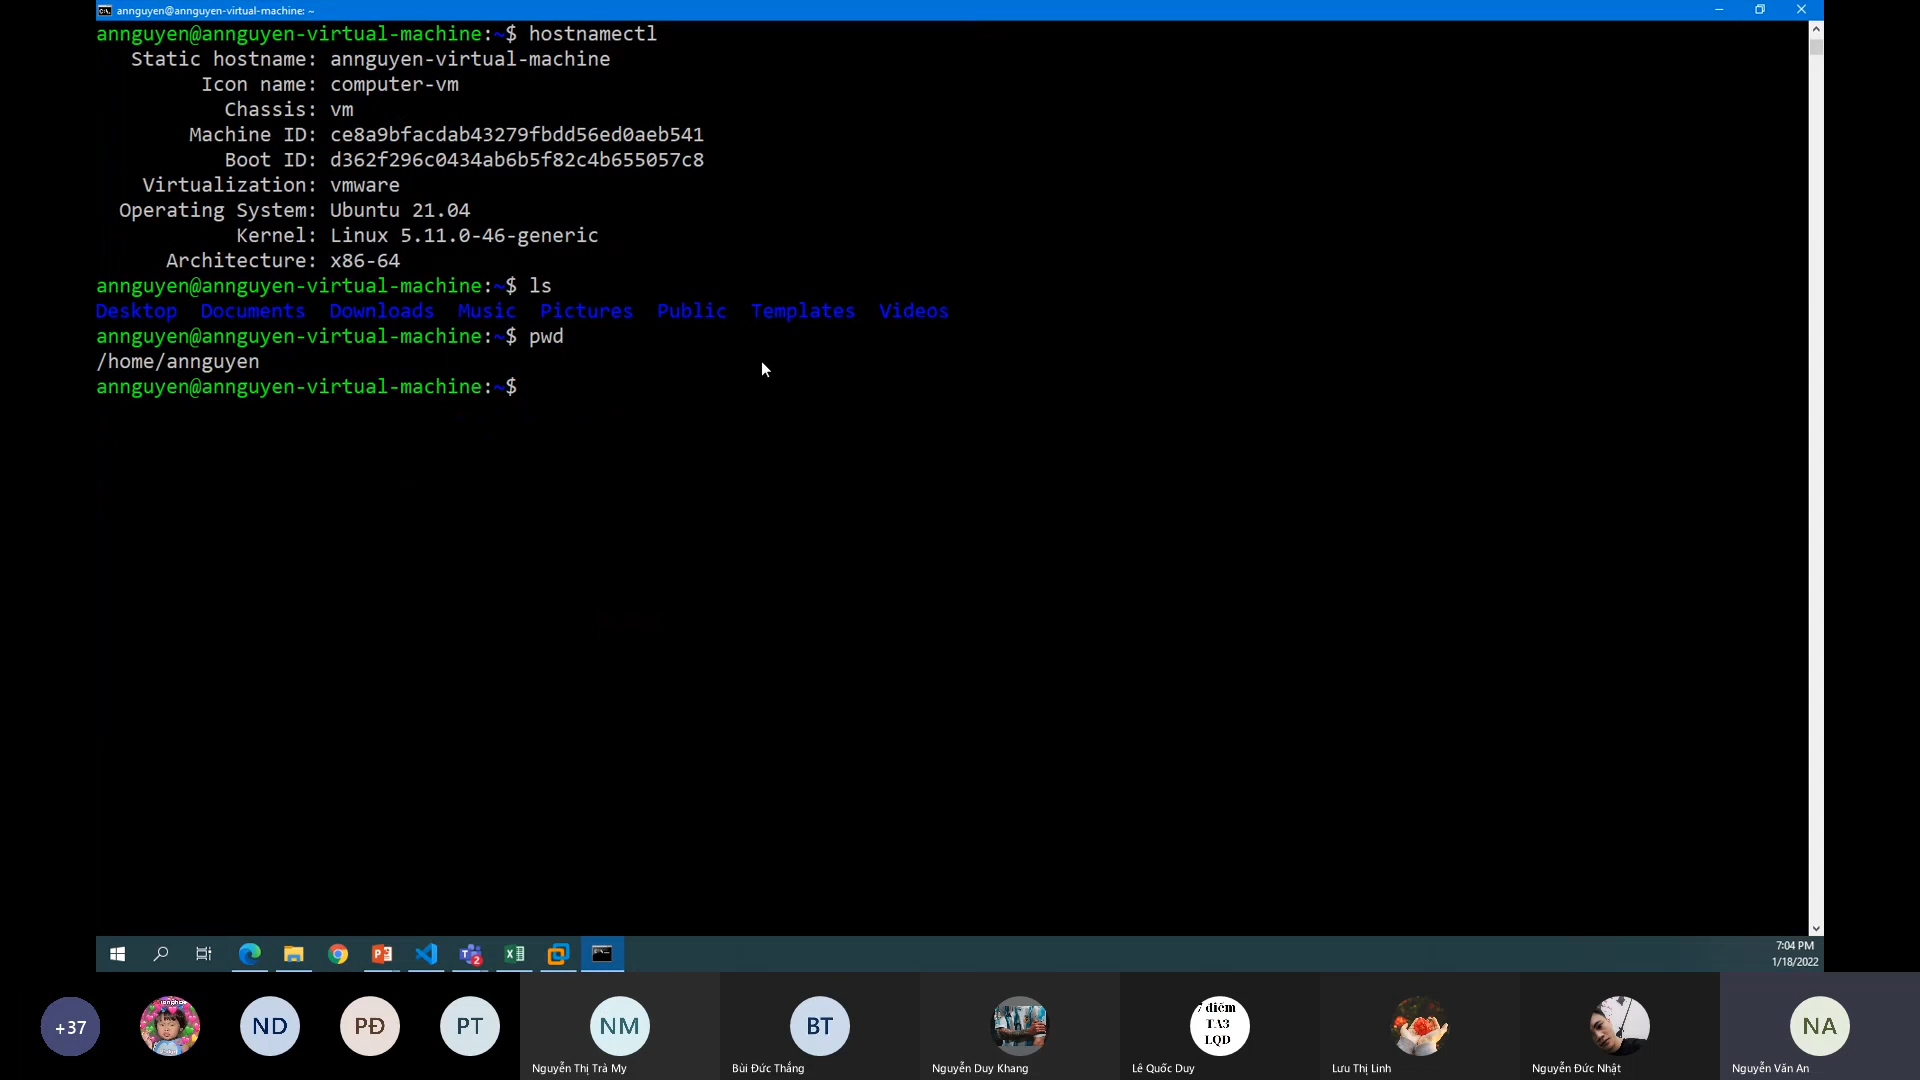 annguyen@annguyen-virtual-machine: ~
annguyen@annguyen-virtual-machine:~$ hostnamectl
Static hostname: annguyen-virtual-machine
Icon name: computer-vm
Chassis: vm
Machine ID: ce8a9bfacdab43279fbdd56ed0aeb541
Boot ID: d362f296c0434ab6b5f82c4b655057c8
Virtualization: vmware
Operating System: Ubuntu 21.04
Kernel: Linux 5.11.0-46-generic
Architecture: x86-64
annguyen@annguyen-virtual-machine:~$ ls
Desktop Documents Downloads Music Pictures Public Templates Videos
annguyen@annguyen-virtual-machine:~$ pwd
/home/annguyen
annguyen@annguyen-virtual-machine:~$
7:04 PM
1/18/2022
+37 ND PĐ PT NM BT NA
7 điểm
TA3
LQD
Nguyễn Thị Trà My Bùi Đức Thắng Nguyễn Duy Khang Lê Quốc Duy Lưu Thị Linh Nguyễn Đức Nhật Nguyễn Văn An